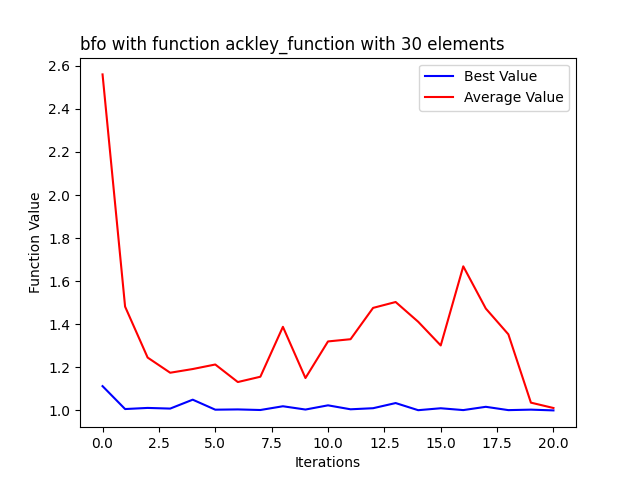 bfo with function ackley_function with 30 elements
Best Value
Average Value
2.6
2.4
2.2
2.0
1.8
1.6
1.4
1.2
1.0
Function Value
0.0 2.5 5.0 7.5 10.0 12.5 15.0 17.5 20.0
Iterations